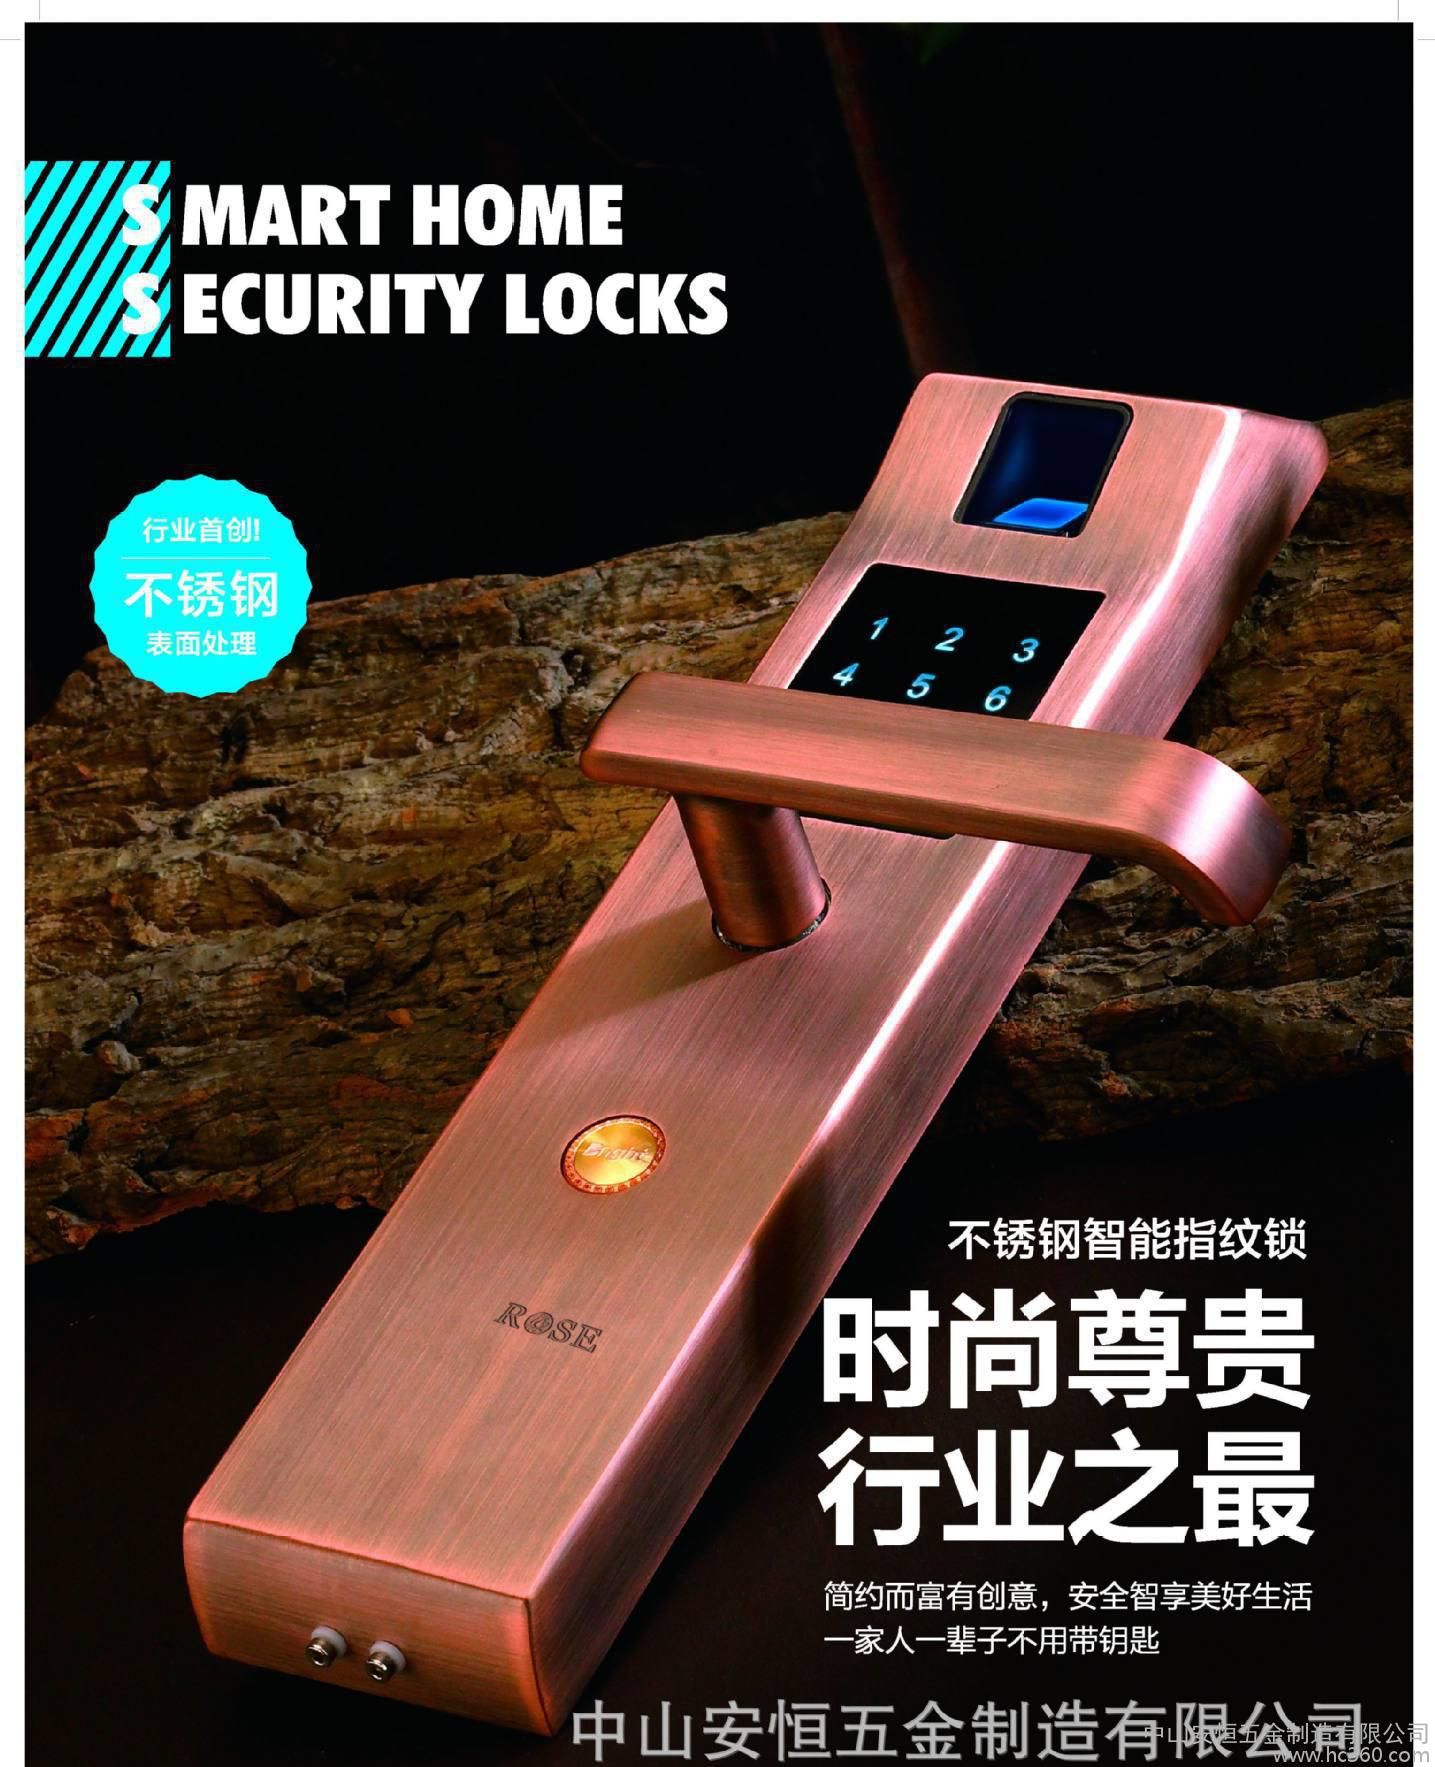 SMART HOME
SECURITY LOCKS
行业首创!
不锈钢
表面处理
1 2 3
4 5 6
Bright
ROSE
不锈钢智能指纹锁
时尚尊贵
行业之最
简约而富有创意，安全智享美好生活
一家人一辈子不用带钥匙
中山安恒五金制造有限公司
中山安恒五金制造有限公司
www.hc360.com